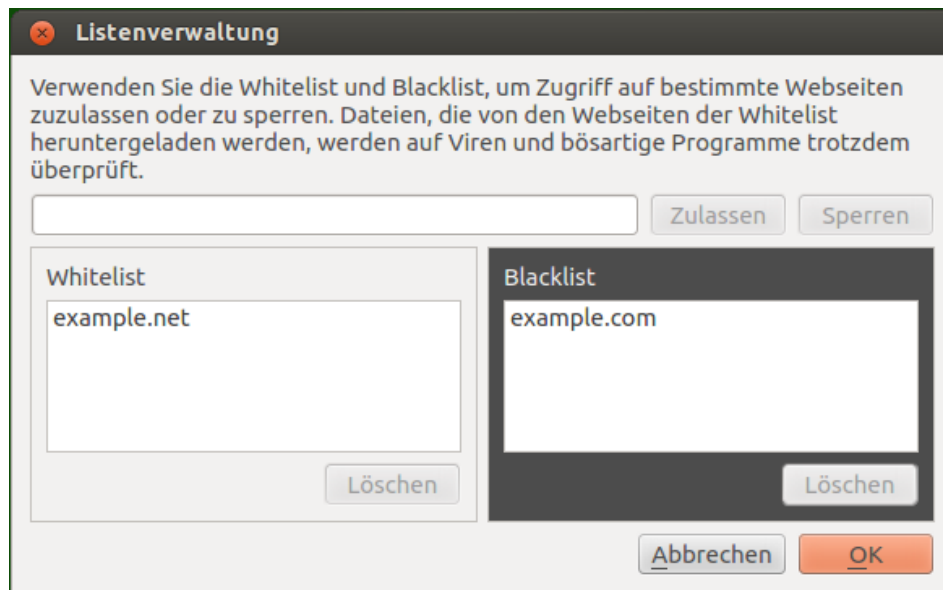 Listenverwaltung
Verwenden Sie die Whitelist und Blacklist, um Zugriff auf bestimmte Webseiten
zuzulassen oder zu sperren. Dateien, die von den Webseiten der Whitelist
heruntergeladen werden, werden auf Viren und bösartige Programme trotzdem
überprüft.
Zulassen
Sperren
Whitelist
example.net
Löschen
Blacklist
example.com
Löschen
Abbrechen
OK